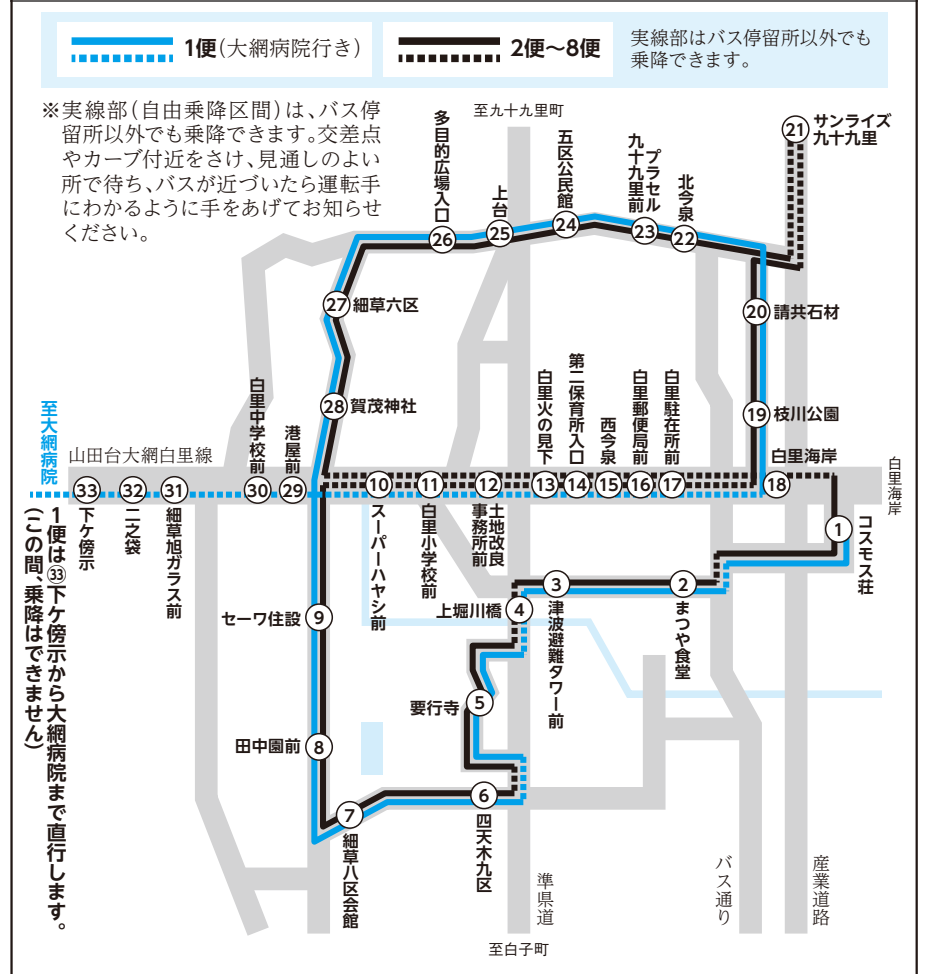 1便(大網病院行き)
2便~8便
実線部はバス停留所以外でも
乗降できます。
※実線部(自由乗降区間)は、バス停
留所以外でも乗降できます。交差点
やカーブ付近をさけ、見通しのよい
所で待ち、バスが近づいたら運転手
にわかるように手をあげてお知らせ
ください。
至九十九里町
㉑ サンライズ
九十九里
多目的広場入口
㉖
上台
㉕
五区公民館
㉔
プラセル
九十九里前
㉓
北今泉
㉒
㉗ 細草六区
⑳ 請共石材
㉘ 賀茂神社
⑲ 枝川公園
至大網病院
山田台大網白里線
白里中学校前
㉚
港屋前
㉙
白里火の見下
⑬
第二保育所入口
⑭
西今泉
⑮
白里郵便局前
⑯
白里駐在所前
⑰
白里海岸
⑱
白里海岸
㉝
下ケ傍示
㉜
二之袋
㉛
細草旭ガラス前
⑩
スーパーハヤシ前
⑪
白里小学校前
⑫
土地改良
事務所前
①
コスモス荘
②
まつや食堂
③
津波避難タワー前
上堀川橋 ④
セーワ住設 ⑨
要行寺 ⑤
田中園前 ⑧
⑦
細草八区会館
⑥
四天木九区
1便は㉝下ケ傍示から大網病院まで直行します。
(この間、乗降はできません)
準県道
バス通り
産業道路
至白子町